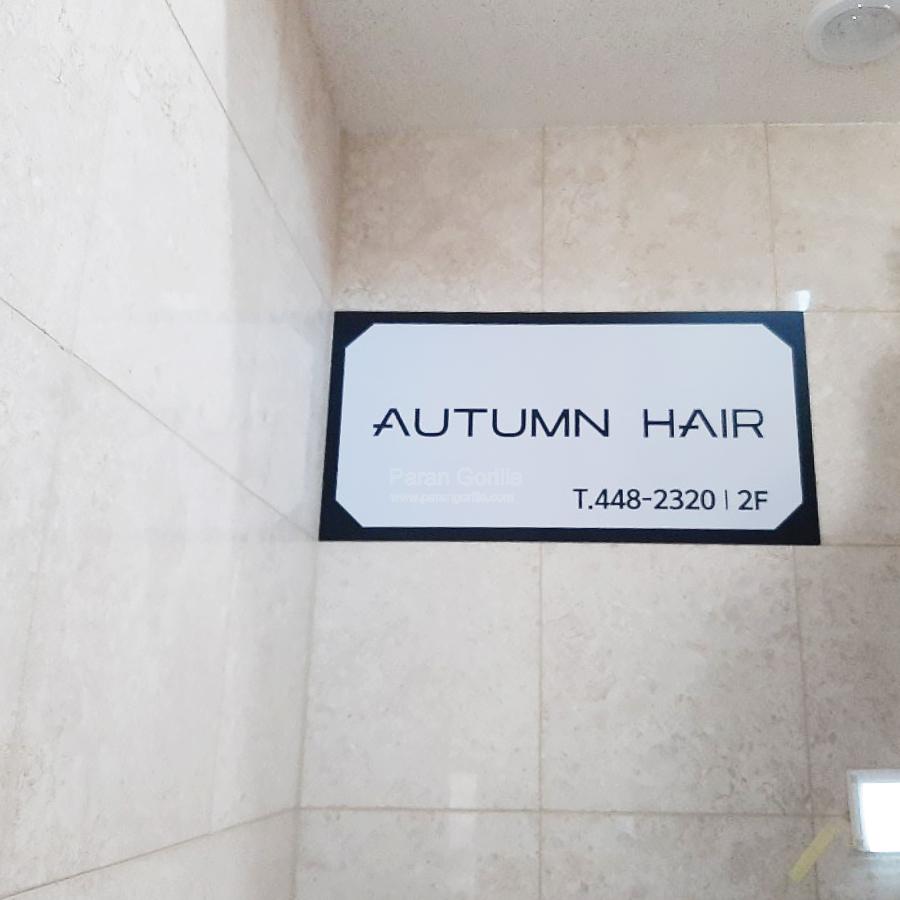 AUTUMN HAIR
Paran Gorilla
www.parangorilla.com
T.448-2320 | 2F